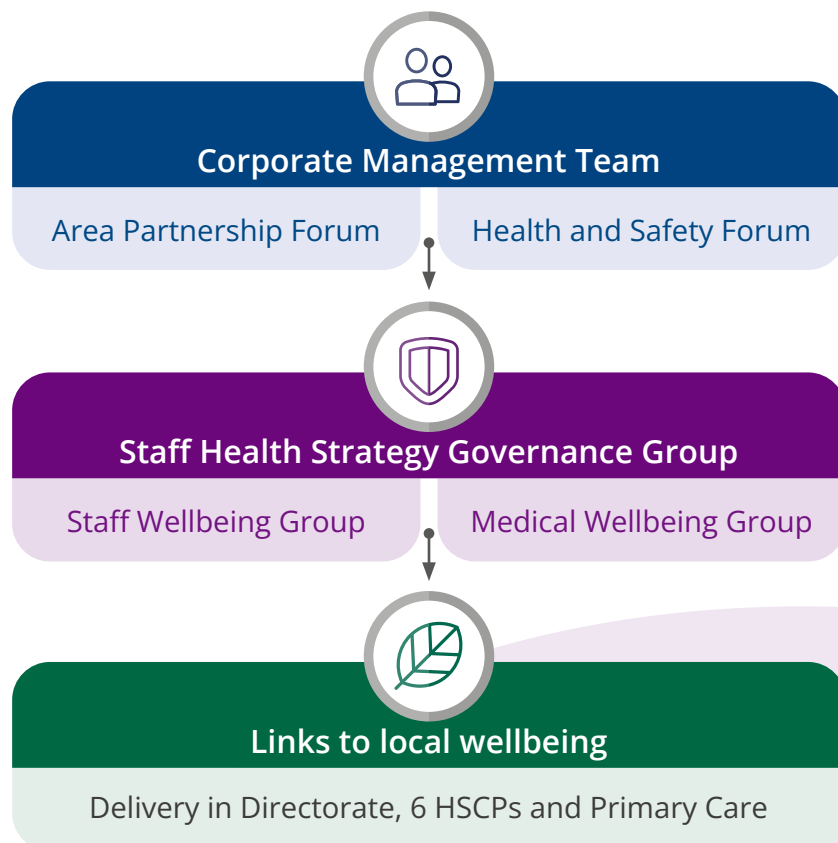 Corporate Management Team
Area Partnership Forum
Health and Safety Forum
Staff Health Strategy Governance Group
Staff Wellbeing Group
Medical Wellbeing Group
Links to local wellbeing
Delivery in Directorate, 6 HSCPs and Primary Care